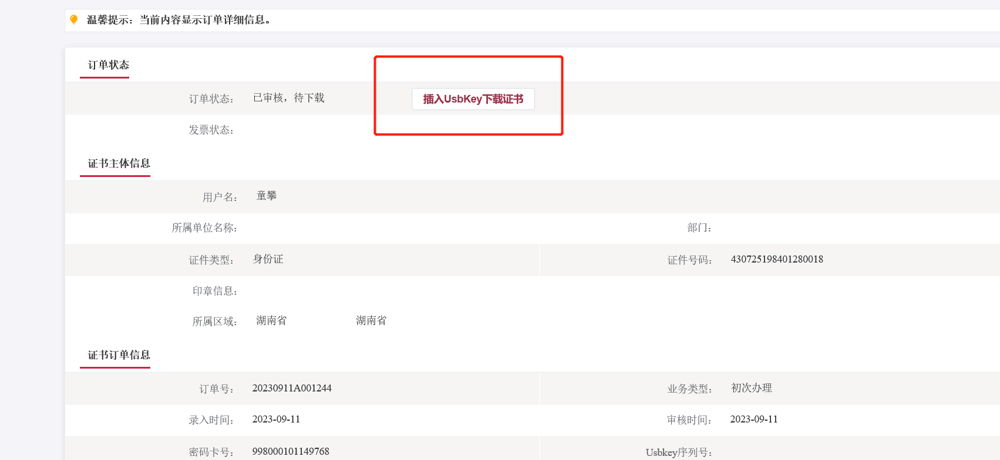 温馨提示：当前内容显示订单详细信息。
订单状态
订单状态： 已审核，待下载 插入UsbKey下载证书
发票状态：
证书主体信息
用户名： 童攀
所属单位名称： 部门：
证件类型： 身份证 证件号码： 430725198401280018
印章信息：
所属区域： 湖南省 湖南省
证书订单信息
订单号： 20230911A001244 业务类型： 初次办理
录入时间： 2023-09-11 审核时间： 2023-09-11
密码卡号： 998000101149768 Usbkey序列号：